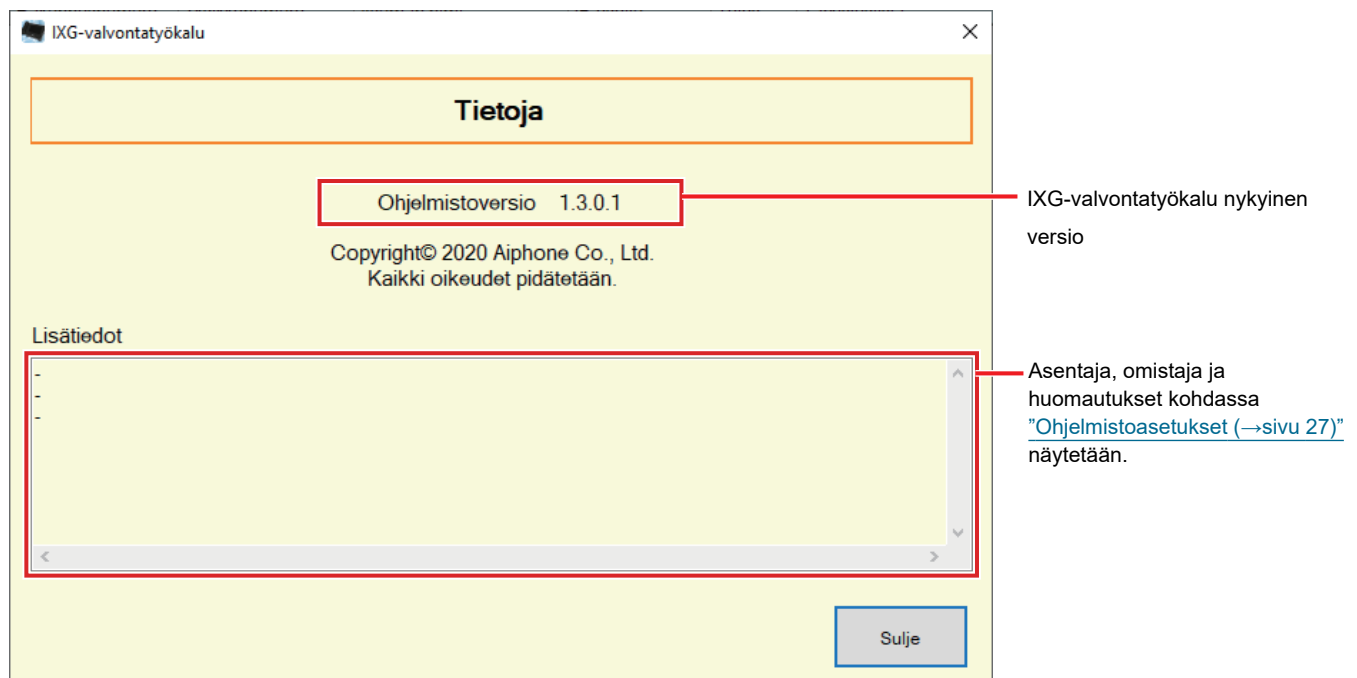 IXG-valvontatyökalu
Tietoja
Ohjelmistoversio 1.3.0.1
IXG-valvontatyökalu nykyinen
versio
Copyright© 2020 Aiphone Co., Ltd.
Kaikki oikeudet pidätetään.
Lisätiedot
-
-
-
Asentaja, omistaja ja
huomautukset kohdassa
”Ohjelmistoasetukset (→sivu 27)”
näytetään.
Sulje